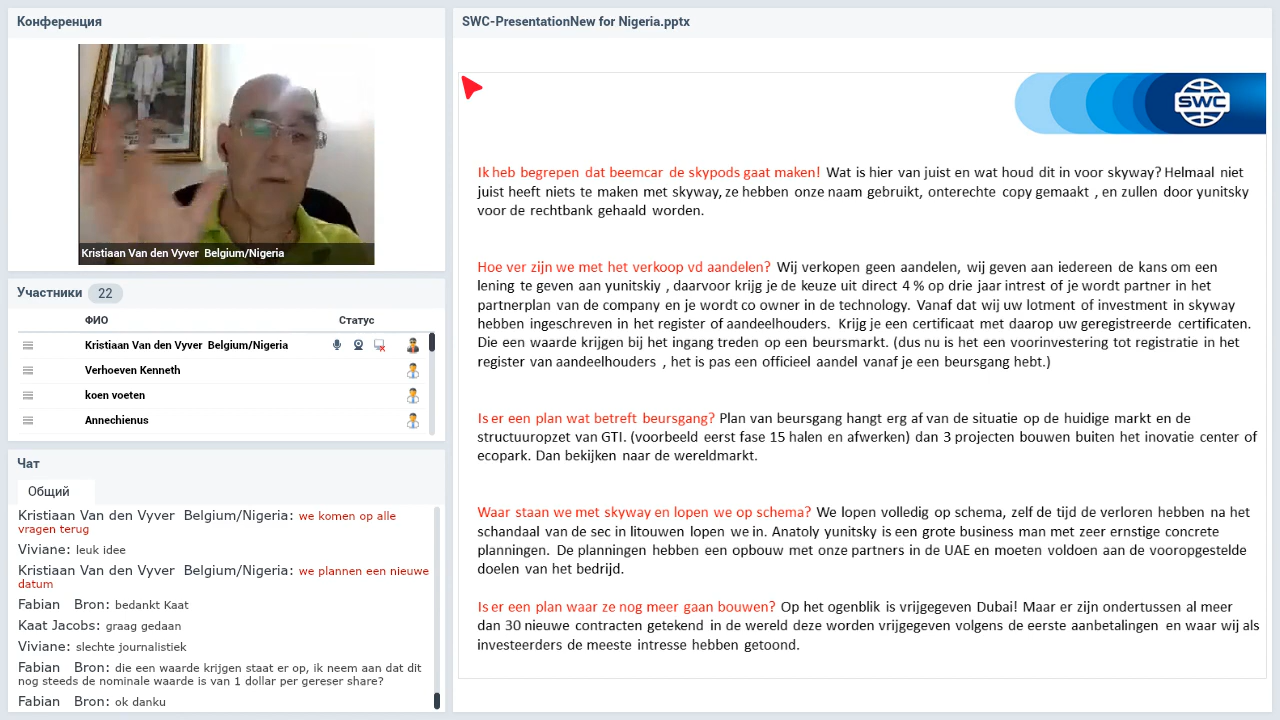 Конференция
Kristiaan Van den Vyver Belgium/Nigeria
Участники 22
ФИО Статус
Kristiaan Van den Vyver Belgium/Nigeria
Verhoeven Kenneth
koen voeten
Annechienus
Чат
Общий
Kristiaan Van den Vyver Belgium/Nigeria: we komen op alle
vragen terug
Viviane: leuk idee
Kristiaan Van den Vyver Belgium/Nigeria: we plannen een nieuwe
datum
Fabian Bron: bedankt Kaat
Kaat Jacobs: graag gedaan
Viviane: slechte journalistiek
Fabian Bron: die een waarde krijgen staat er op, ik neem aan dat dit
nog steeds de nominale waarde is van 1 dollar per gereser share?
Fabian Bron: ok danku
SWC-PresentationNew for Nigeria.pptx
SWC
Ik heb begrepen dat beemcar de skypods gaat maken! Wat is hier van juist en wat houd dit in voor skyway? Helmaal niet
juist heeft niets te maken met skyway, ze hebben onze naam gebruikt, onterechte copy gemaakt , en zullen door yunitsky
voor de rechtbank gehaald worden.
Hoe ver zijn we met het verkoop vd aandelen? Wij verkopen geen aandelen, wij geven aan iedereen de kans om een
lening te geven aan yunitskiy , daarvoor krijg je de keuze uit direct 4 % op drie jaar intrest of je wordt partner in het
partnerplan van de company en je wordt co owner in de technology. Vanaf dat wij uw lotment of investment in skyway
hebben ingeschreven in het register of aandeelhouders. Krijg je een certificaat met daarop uw geregistreerde certificaten.
Die een waarde krijgen bij het ingang treden op een beursmarkt. (dus nu is het een voorinvestering tot registratie in het
register van aandeelhouders , het is pas een officieel aandel vanaf je een beursgang hebt.)
Is er een plan wat betreft beursgang? Plan van beursgang hangt erg af van de situatie op de huidige markt en de
structuuropzet van GTI. (voorbeeld eerst fase 15 halen en afwerken) dan 3 projecten bouwen buiten het inovatie center of
ecopark. Dan bekijken naar de wereldmarkt.
Waar staan we met skyway en lopen we op schema? We lopen volledig op schema, zelf de tijd de verloren hebben na het
schandaal van de sec in litouwen lopen we in. Anatoly yunitsky is een grote business man met zeer ernstige concrete
planningen. De planningen hebben een opbouw met onze partners in de UAE en moeten voldoen aan de vooropgestelde
doelen van het bedrijd.
Is er een plan waar ze nog meer gaan bouwen? Op het ogenblik is vrijgegeven Dubai! Maar er zijn ondertussen al meer
dan 30 nieuwe contracten getekend in de wereld deze worden vrijgegeven volgens de eerste aanbetalingen en waar wij als
investeerders de meeste intresse hebben getoond.